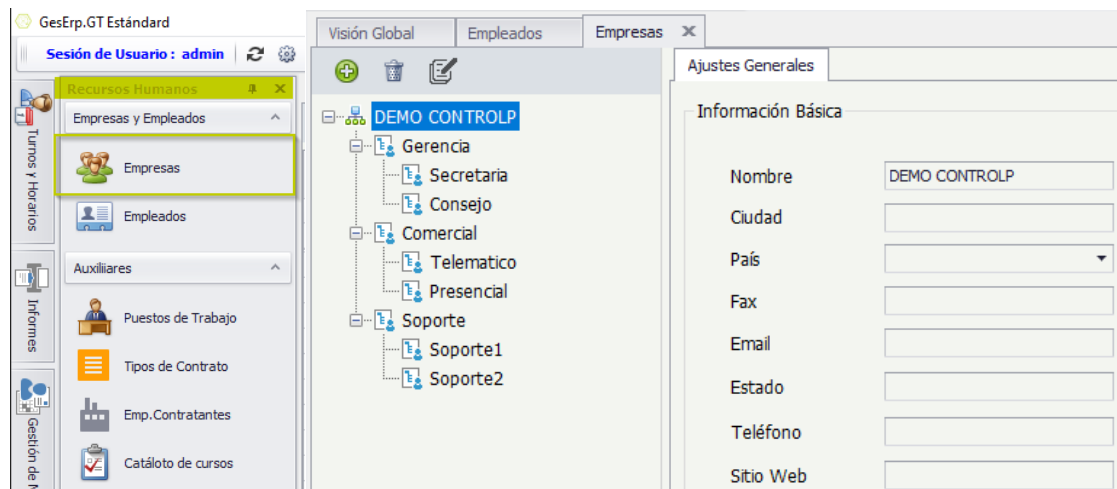 GesErp.GT Estándard
Sesión de Usuario : admin
Turnos y Horarios
Informes
Gestión de
Recursos Humanos
Empresas y Empleados
Empresas
Empleados
Auxiliares
Puestos de Trabajo
Tipos de Contrato
Emp.Contratantes
Catáloto de cursos
Visión Global
Empleados
Empresas
DEMO CONTROLP
Gerencia
Secretaria
Consejo
Comercial
Telematico
Presencial
Soporte
Soporte1
Soporte2
Ajustes Generales
Información Básica
Nombre DEMO CONTROLP
Ciudad
País
Fax
Email
Estado
Teléfono
Sitio Web